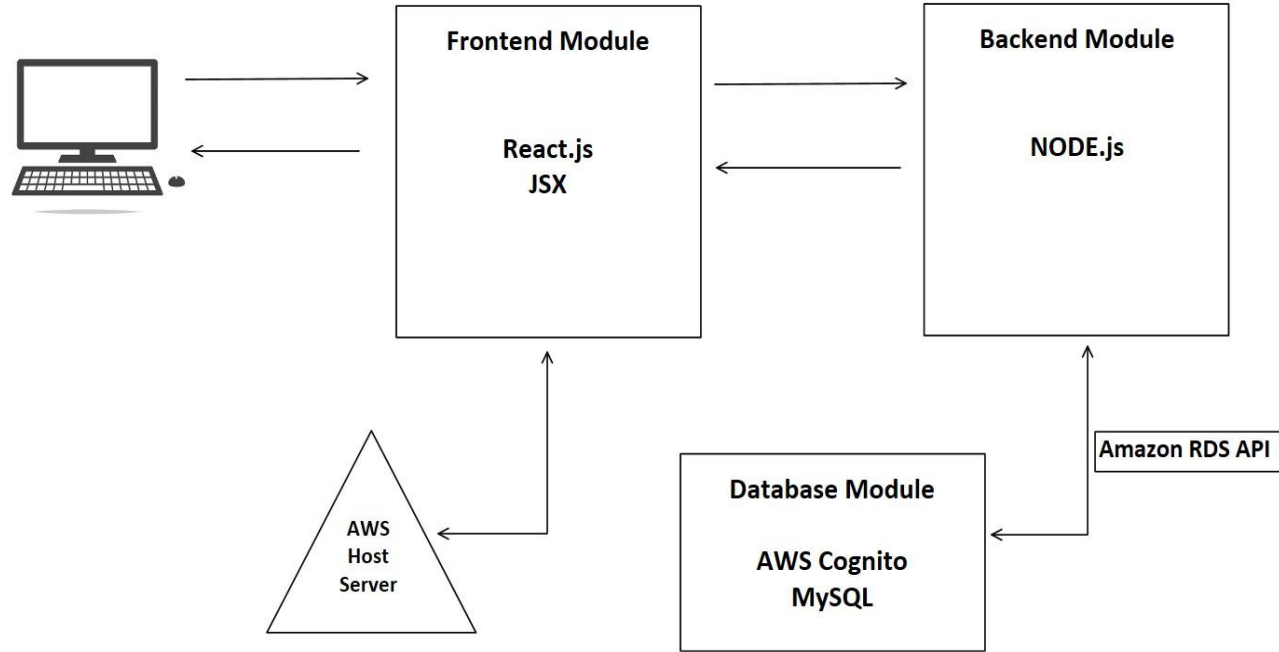 Frontend Module
React.js
JSX
Backend Module
NODE.js
AWS
Host
Server
Database Module
AWS Cognito
MySQL
Amazon RDS API